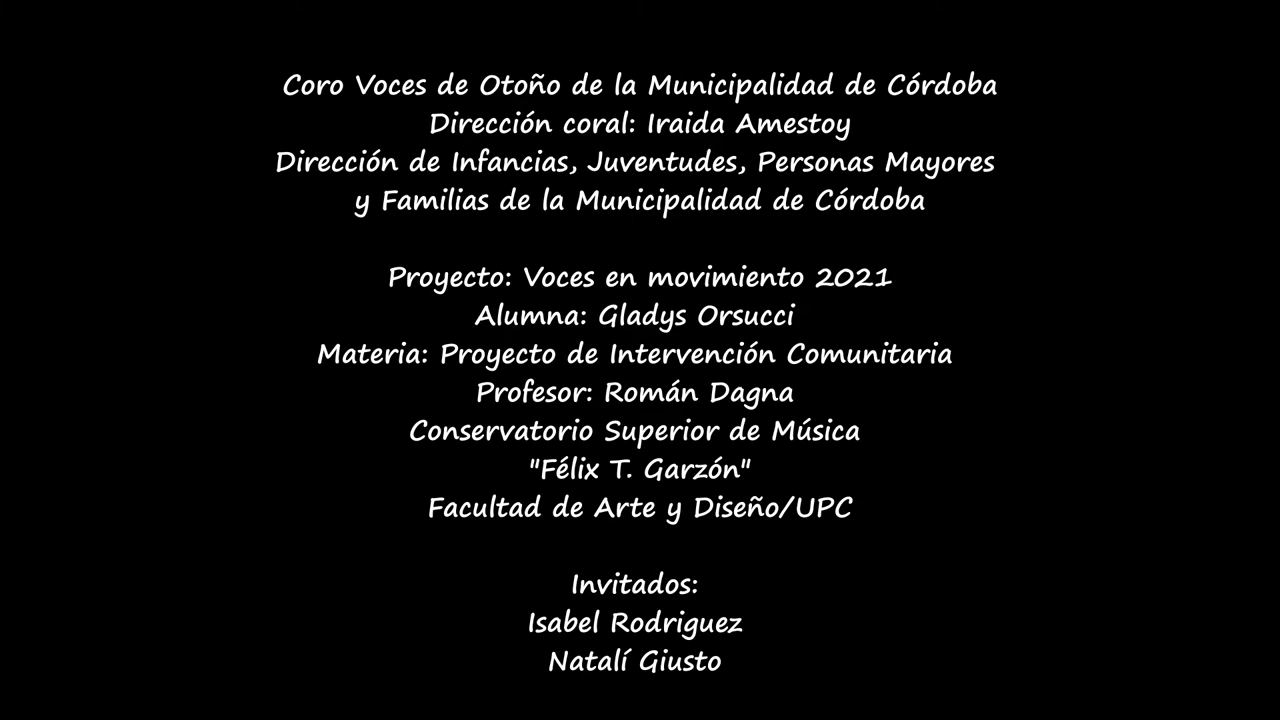 Coro Voces de Otoño de la Municipalidad de Córdoba
Dirección coral: Iraida Amestoy
Dirección de Infancias, Juventudes, Personas Mayores
y Familias de la Municipalidad de Córdoba
Proyecto: Voces en movimiento 2021
Alumna: Gladys Orsucci
Materia: Proyecto de Intervención Comunitaria
Profesor: Román Dagna
Conservatorio Superior de Música
"Félix T. Garzón"
Facultad de Arte y Diseño/UPC
Invitados:
Isabel Rodriguez
Natalí Giusto